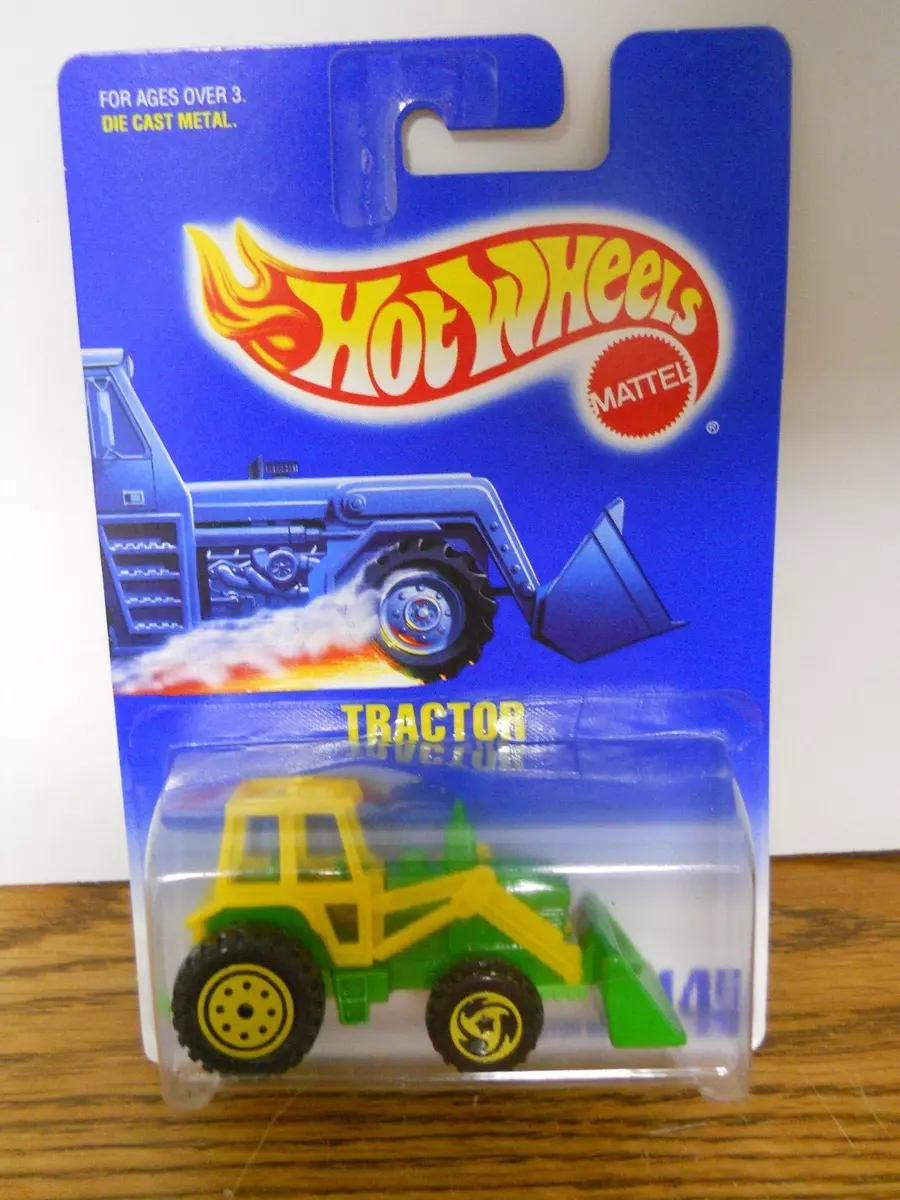 FOR AGES OVER 3.
DIE CAST METAL.
HOT WHEELS
MATTEL
®
TRACTOR